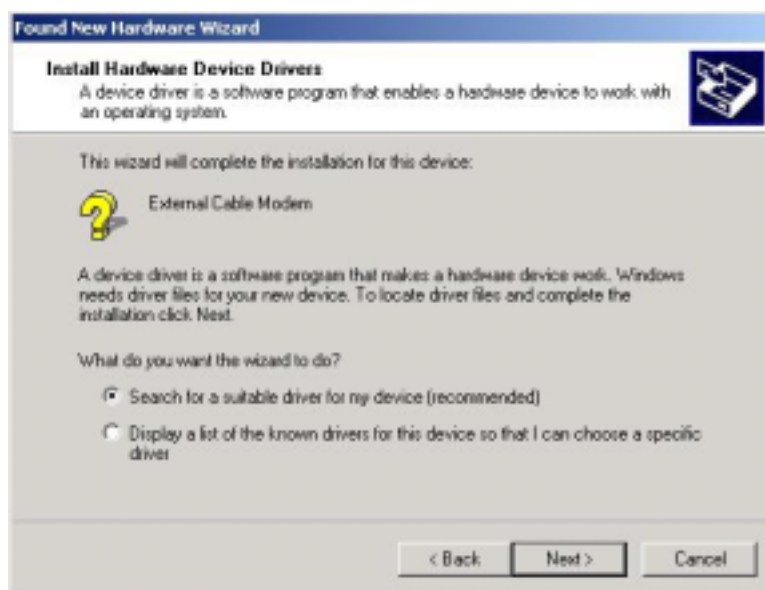 Found New Hardware Wizard
Install Hardware Device Drivers
A device driver is a software program that enables a hardware device to work with
an operating system.
This wizard will complete the installation for this device:
External Cable Modem
A device driver is a software program that makes a hardware device work. Windows
needs driver files for your new device. To locate driver files and complete the
installation click Next.
What do you want the wizard to do?
Search for a suitable driver for my device (recommended)
Display a list of the known drivers for this device so that I can choose a specific
driver
< Back
Next >
Cancel